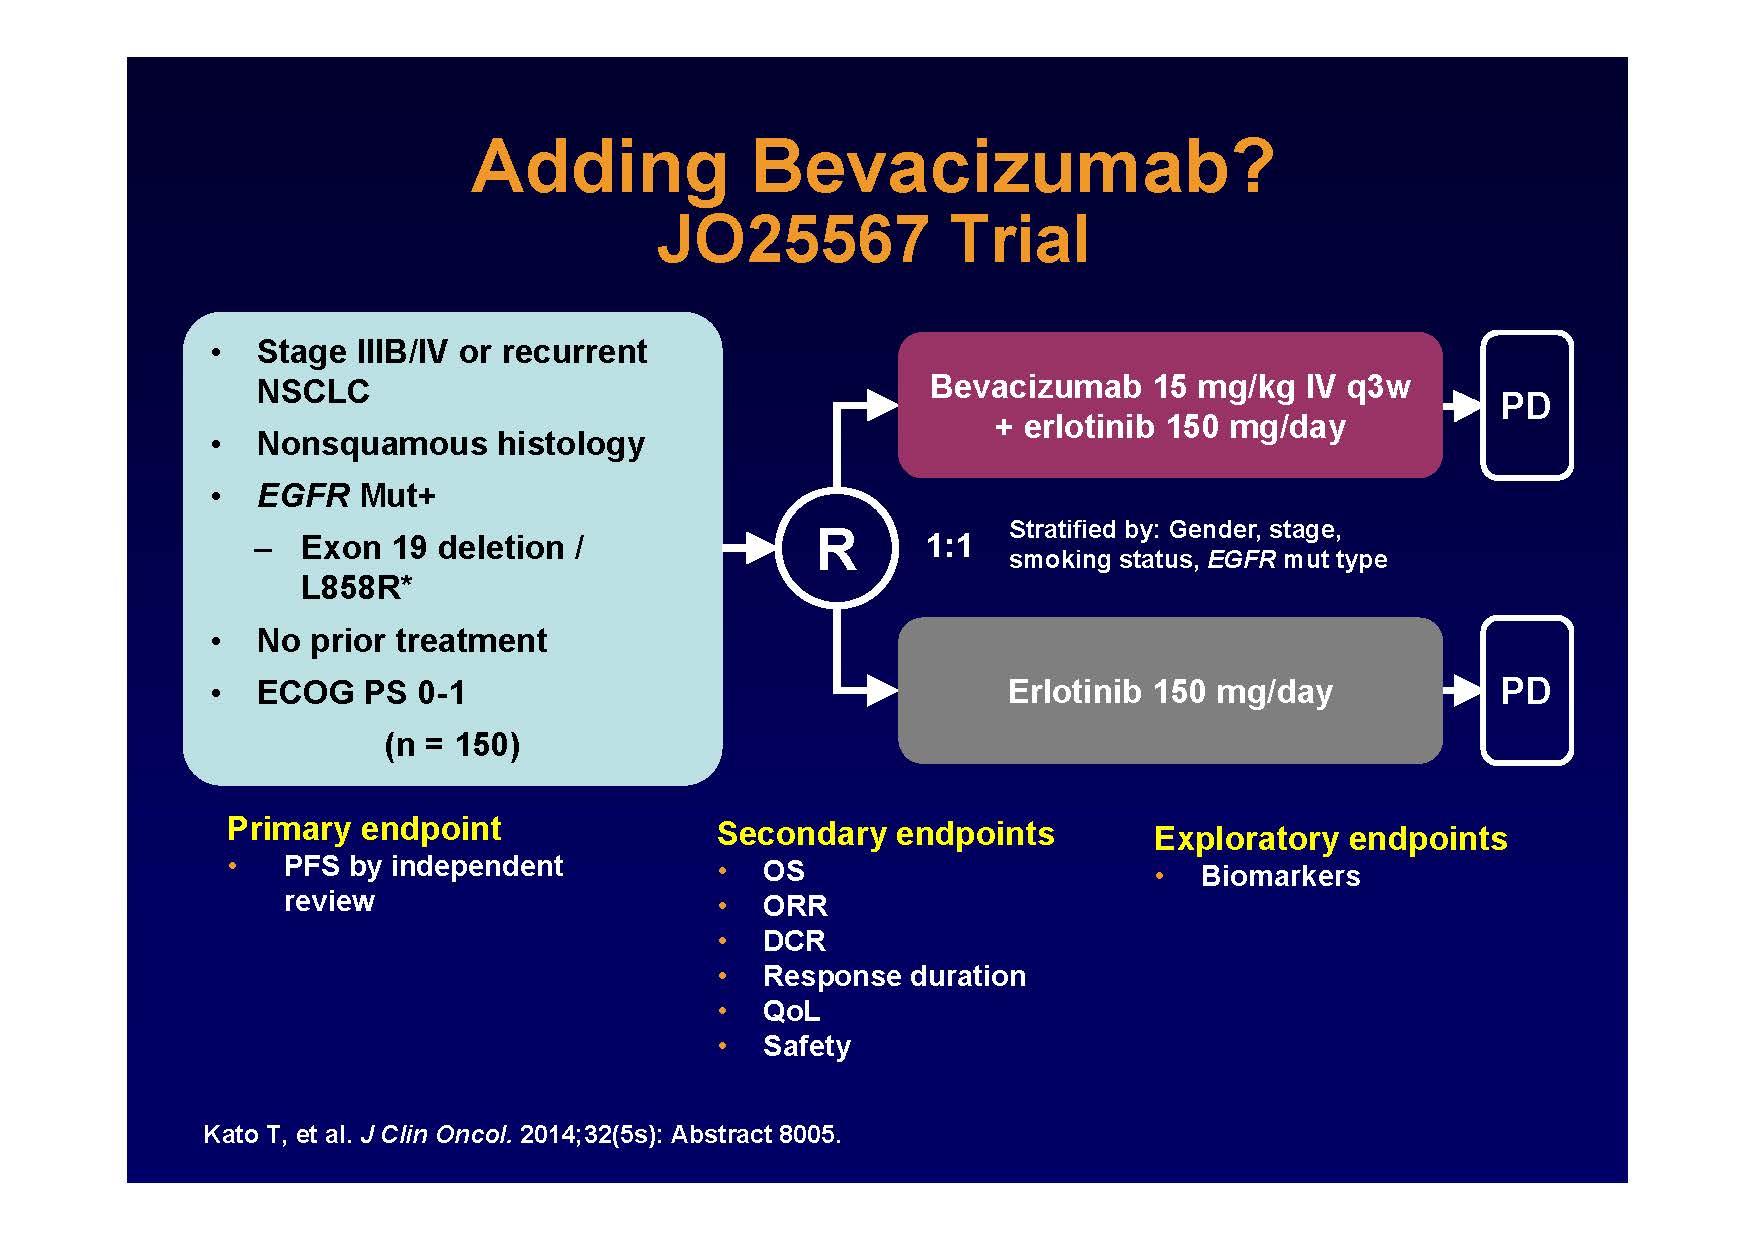 Adding Bevacizumab?
JO25567 Trial
• Stage IIIB/IV or recurrent
NSCLC
• Nonsquamous histology
• EGFR Mut+
– Exon 19 deletion /
L858R*
• No prior treatment
• ECOG PS 0-1
(n = 150)
R
1:1
Bevacizumab 15 mg/kg IV q3w
+ erlotinib 150 mg/day
PD
Stratified by: Gender, stage,
smoking status, EGFR mut type
Erlotinib 150 mg/day
PD
Primary endpoint
• PFS by independent
review
Secondary endpoints
• OS
• ORR
• DCR
• Response duration
• QoL
• Safety
Exploratory endpoints
• Biomarkers
Kato T, et al. J Clin Oncol. 2014;32(5s): Abstract 8005.